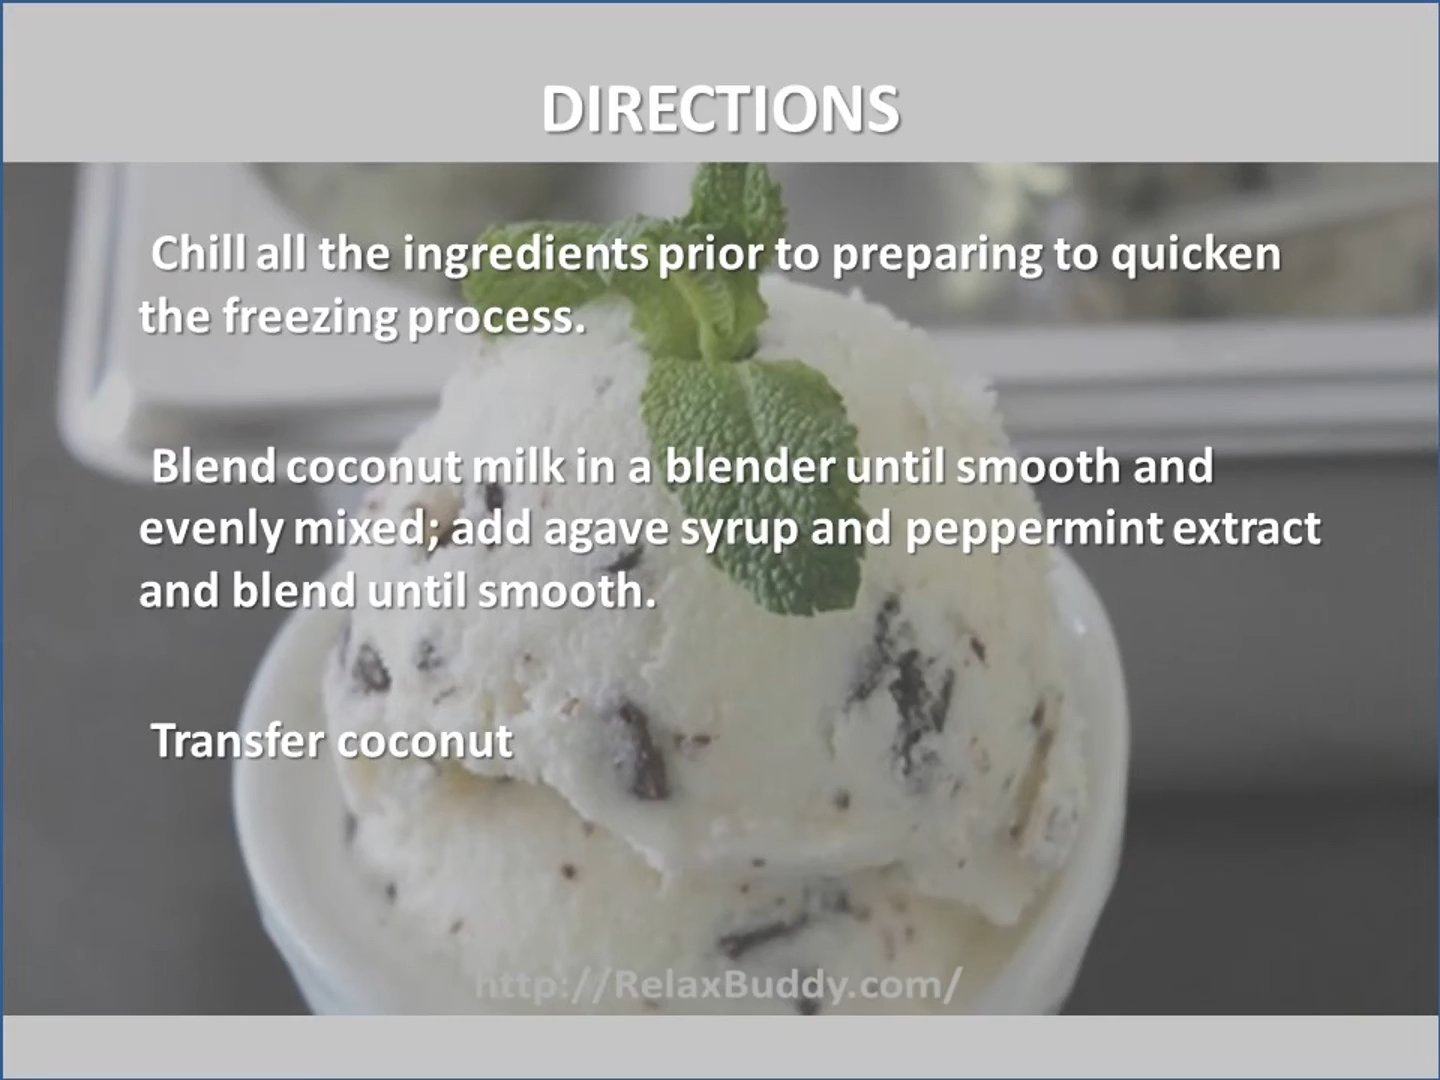 DIRECTIONS
Chill all the ingredients prior to preparing to quicken
the freezing process.
Blend coconut milk in a blender until smooth and
evenly mixed; add agave syrup and peppermint extract
and blend until smooth.
Transfer coconut
http://RelaxBuddy.com/